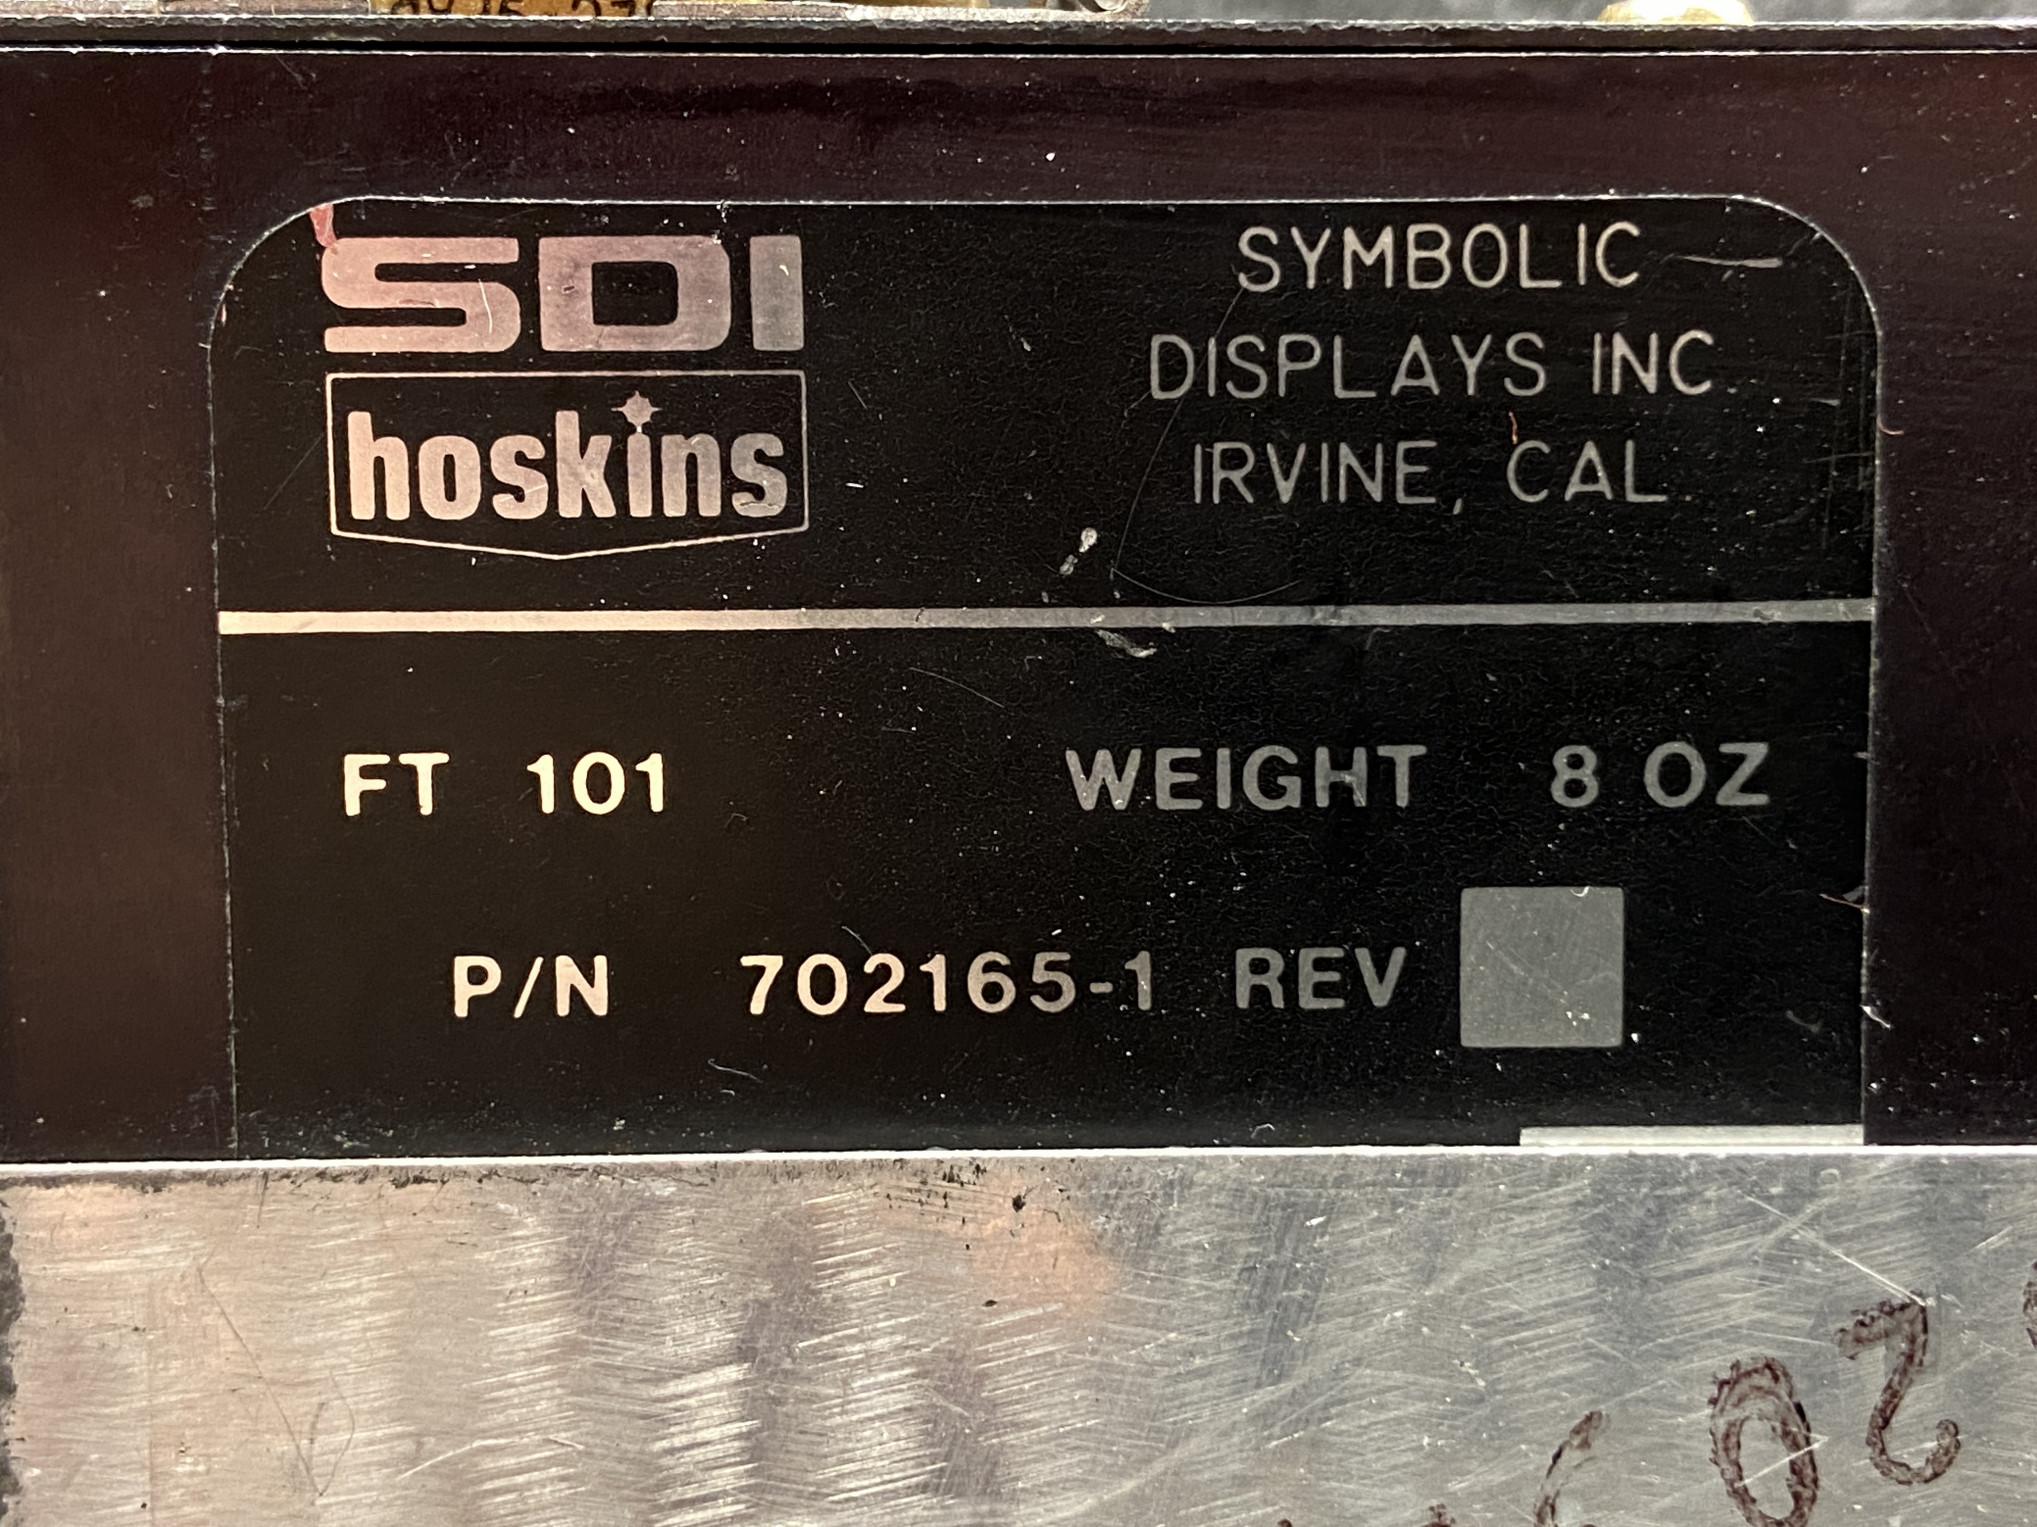 SDI
hoskins
SYMBOLIC
DISPLAYS INC.
IRVINE, CAL.
FT 101 WEIGHT 8 OZ
P/N 702165-1 REV